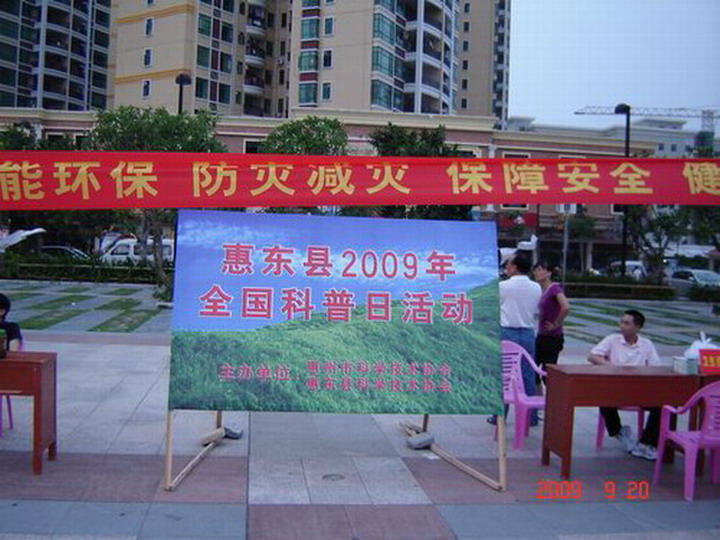 能环保 防灾减灾 保障安全 健
惠东县2009年
全国科普日活动
主办单位：惠州市科学技术协会
惠东县科学技术协会
2009 9 20